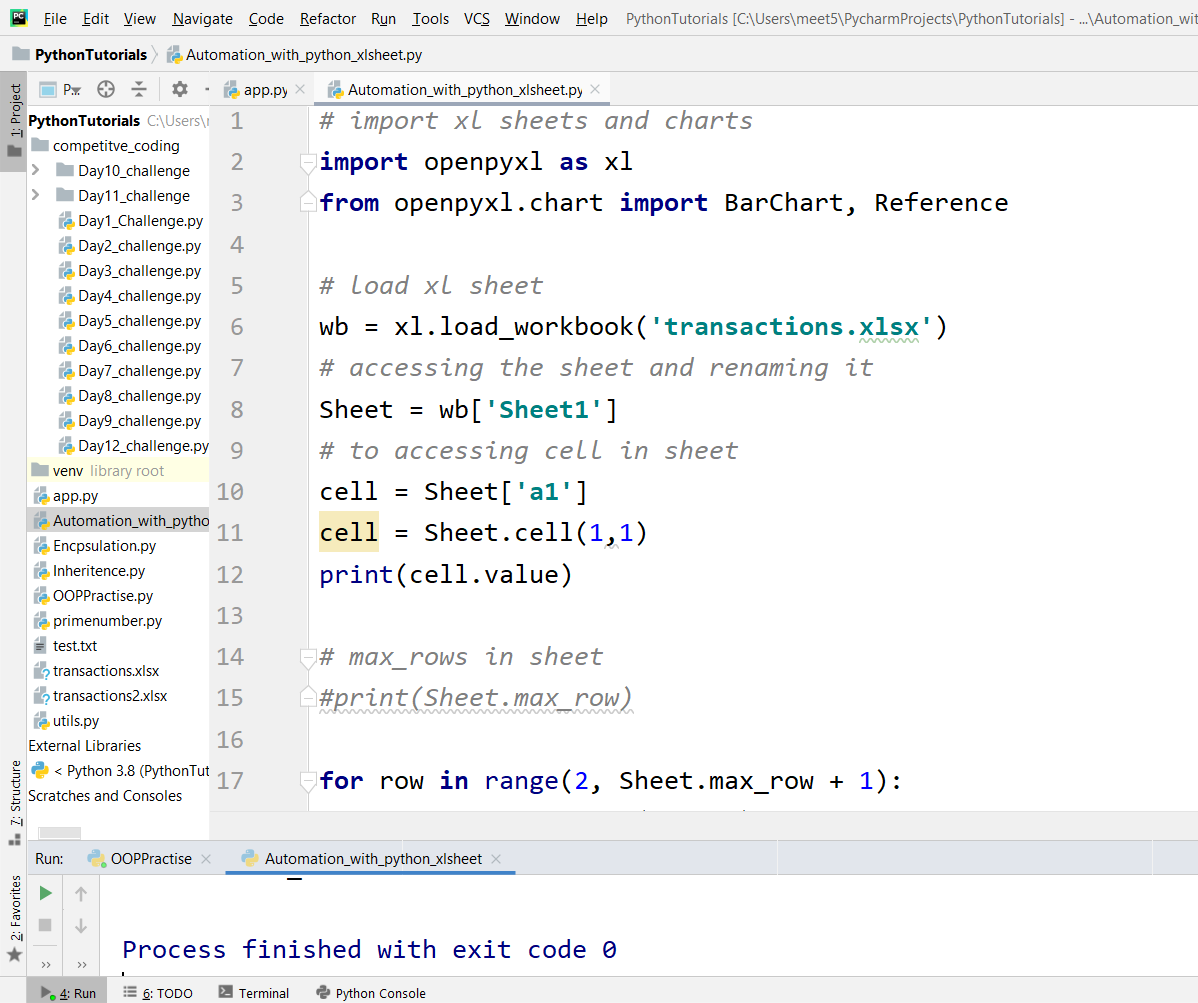 File Edit View Navigate Code Refactor Run Tools VCS Window Help PythonTutorials [C:\Users\meet5\PycharmProjects\PythonTutorials] - ...\Automation_wit
PythonTutorials Automation_with_python_xlsheet.py
1: Project
P...
app.py
Automation_with_python_xlsheet.py
PythonTutorials C:\Users\
competitve_coding
Day10_challenge
Day11_challenge
Day1_Challenge.py
Day2_challenge.py
Day3_challenge.py
Day4_challenge.py
Day5_challenge.py
Day6_challenge.py
Day7_challenge.py
Day8_challenge.py
Day9_challenge.py
Day12_challenge.py
venv library root
app.py
Automation_with_pytho
Encpsulation.py
Inheritence.py
OOPPractise.py
primenumber.py
test.txt
transactions.xlsx
transactions2.xlsx
utils.py
External Libraries
< Python 3.8 (PythonTut
Scratches and Consoles
1 # import xl sheets and charts
2 import openpyxl as xl
3 from openpyxl.chart import BarChart, Reference
4
5 # load xl sheet
6 wb = xl.load_workbook('transactions.xlsx')
7 # accessing the sheet and renaming it
8 Sheet = wb['Sheet1']
9 # to accessing cell in sheet
10 cell = Sheet['a1']
11 cell = Sheet.cell(1,1)
12 print(cell.value)
13
14 # max_rows in sheet
15 #print(Sheet.max_row)
16
17 for row in range(2, Sheet.max_row + 1):
7: Structure
2: Favorites
Run: OOPPractise Automation_with_python_xlsheet
Process finished with exit code 0
4: Run 6: TODO Terminal Python Console